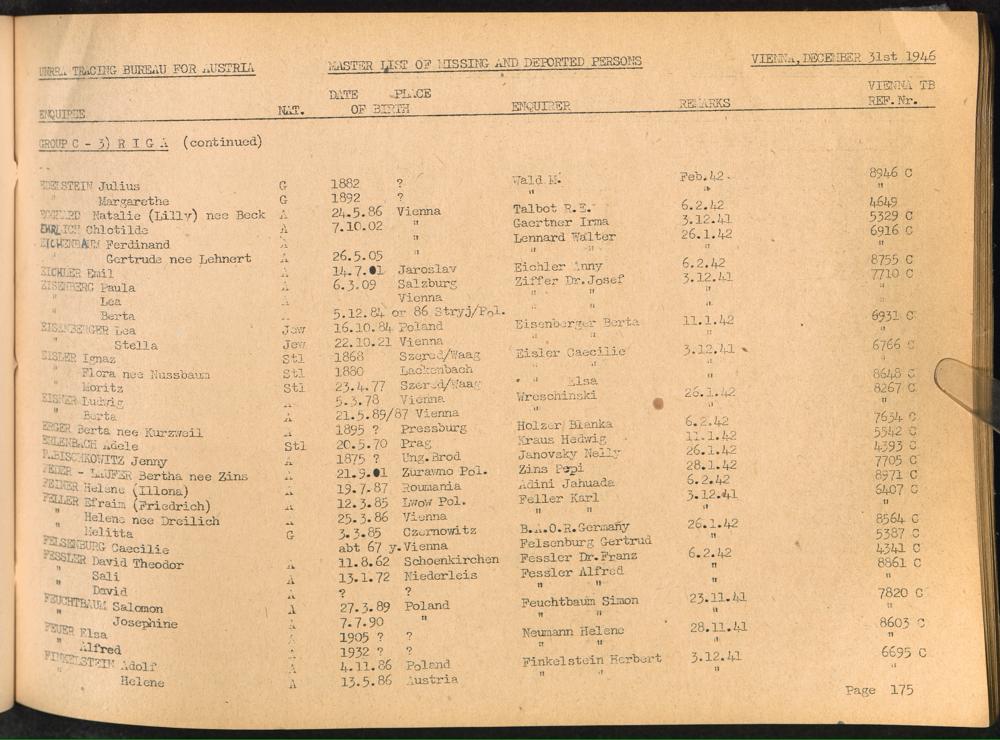 UNRRA TRACING BUREAU FOR AUSTRIA MASTER LIST OF MISSING AND DEPORTED PERSONS VIENNA, DECEMBER 31st 1946
DATE PLACE VIENNA TB
ENQUIREE NAT. OF BIRTH ENQUIRER REMARKS REF.Nr.
GROUP C - 3) R I G A (continued)
EDELSTEIN Julius G 1882 ? Wald M. Feb.42. 8946 C
" Margarethe G 1892 ? " " "
Natalie (Lilly) nee Beck A 24.5.86 Vienna Talbot R.E. 6.2.42 4649
EHRLICH Chlotilde A 7.10.02 " Gaertner Irma 3.12.41 5329 C
EICHENBAUM Ferdinand A " Lennard Walter 26.1.42 6916 C
" Gertrude nee Lehnert A 26.5.05 " " " " "
EICHLER Emil A 14.7.01 Jaroslav Eichler Anny 6.2.42 8755 C
EISENBERG Paula A 6.3.09 Salzburg Ziffer Dr.Josef 3.12.41 7710 C
" Lea A Vienna " " " "
" Berta A 5.12.84 or 86 Stryj/Pol. " " " "
EISENBERGER Lea Jew 16.10.84 Poland Eisenberger Berta 11.1.42 6931 C
" Stella Jew 22.10.21 Vienna " " " "
EISLER Ignaz Stl 1868 Szered/Waag Eisler Caecilie 3.12.41 6766 C
" Flora nee Nussbaum Stl 1880 Lackenbach " " " "
" Moritz Stl 23.4.77 Szered/Waag " Elsa " 8648 C
EISNER Ludwig A 5.3.78 Vienna Wreschinski 26.1.42 8267 C
" Berta A 21.5.89/87 Vienna " " "
ERGER Berta nee Kurzweil A 1895 ? Pressburg Holzer Blanka 6.2.42 7634 C
ERLENBACH Adele Stl 20.5.70 Prag Kraus Hedwig 11.1.42 5542 C
FABISCHKOWITZ Jenny A 1875 ? Ung.Brod Janovsky Nelly 26.1.42 4393 C
FEDER - LAUFER Bertha nee Zins A 21.9.01 Zurawno Pol. Zins Pepi 28.1.42 7705 C
FEINER Helene (Illona) A 19.7.87 Roumania Adini Jahuada 6.2.42 8971 C
FELLER Efraim (Friedrich) A 12.3.85 Lwow Pol. Feller Karl 3.12.41 6407 C
" Helene nee Dreilich A 25.3.86 Vienna " " " "
" Melitta G 3.3.85 Czernowitz B.A.O.R.Germany 26.1.42 8564 C
FELSENBURG Caecilie abt 67 y.Vienna Felsenburg Gertrud " 5387 C
FESSLER David Theodor A 11.8.62 Schoenkirchen Fessler Dr.Franz 6.2.42 4341 C
" Sali A 13.1.72 Niederleis Fessler Alfred " 8861 C
" David A ? ? " " " "
FEUCHTBAUM Salomon A 27.3.89 Poland Feuchtbaum Simon 23.11.41 7820 C
" Josephine A 7.7.90 " " " " "
FEUER Elsa A 1905 ? ? Neumann Helene 28.11.41 8603 C
" Alfred A 1932 ? ? " " " "
FINKELSTEIN Adolf A 4.11.86 Poland Finkelstein Herbert 3.12.41 6695 C
" Helene A 13.5.86 Austria " " " "
Page 175